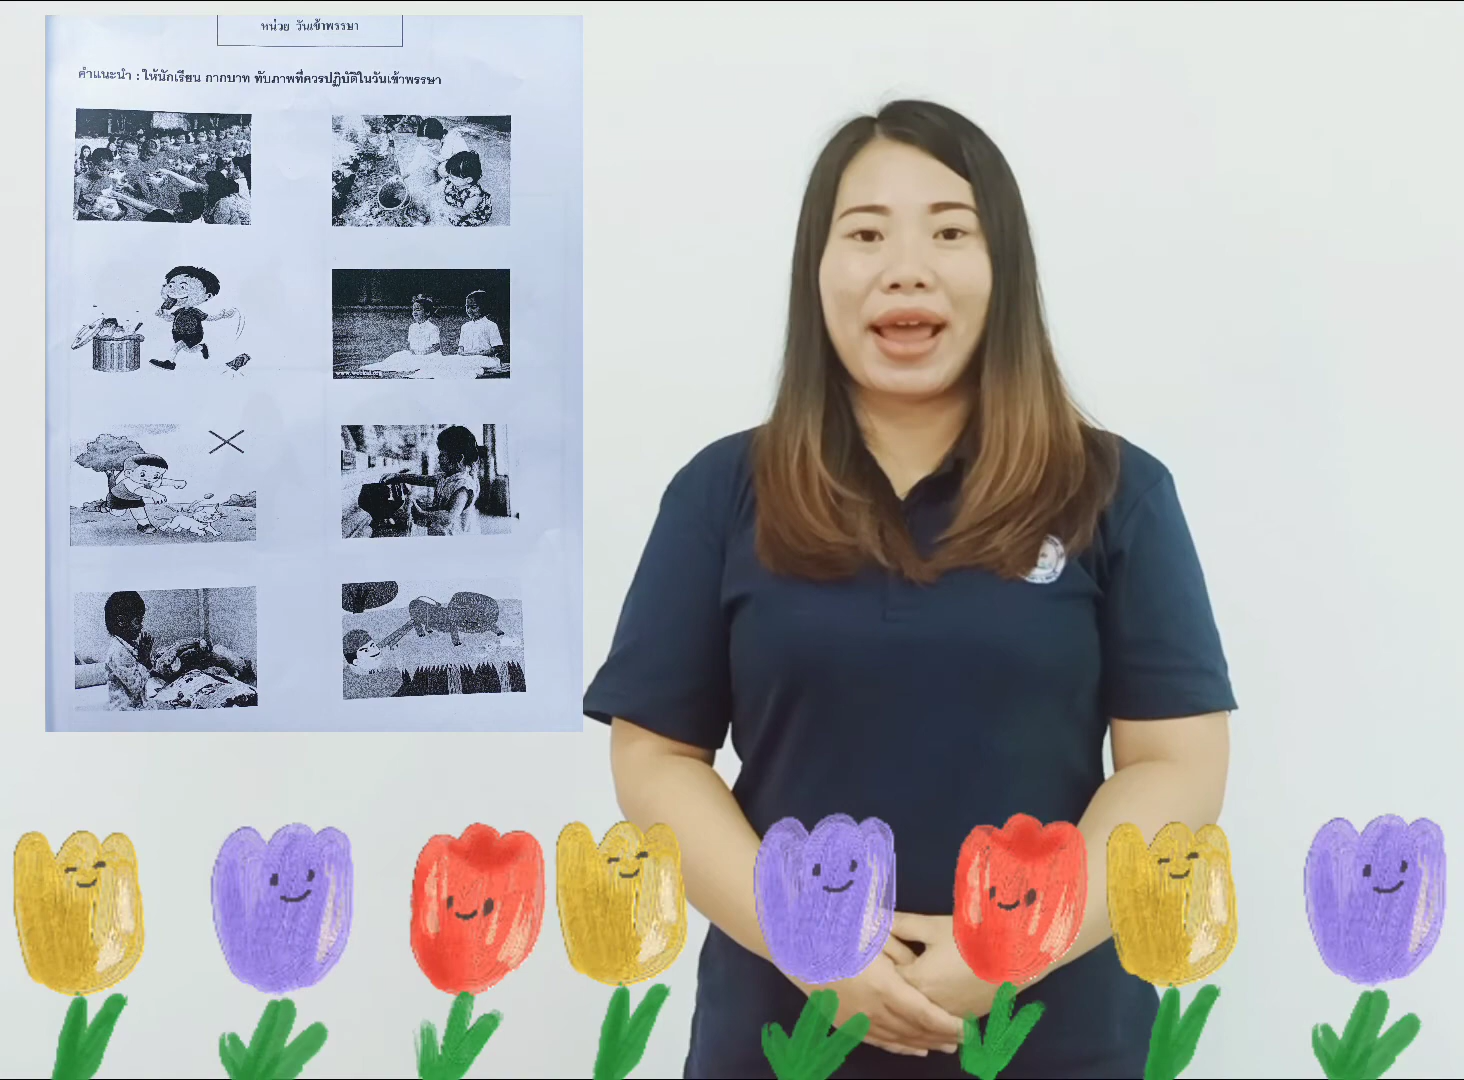 หน่วย วันเข้าพรรษา
คำแนะนำ : ให้นักเรียน กากบาท ทับภาพที่ควรปฏิบัติในวันเข้าพรรษา